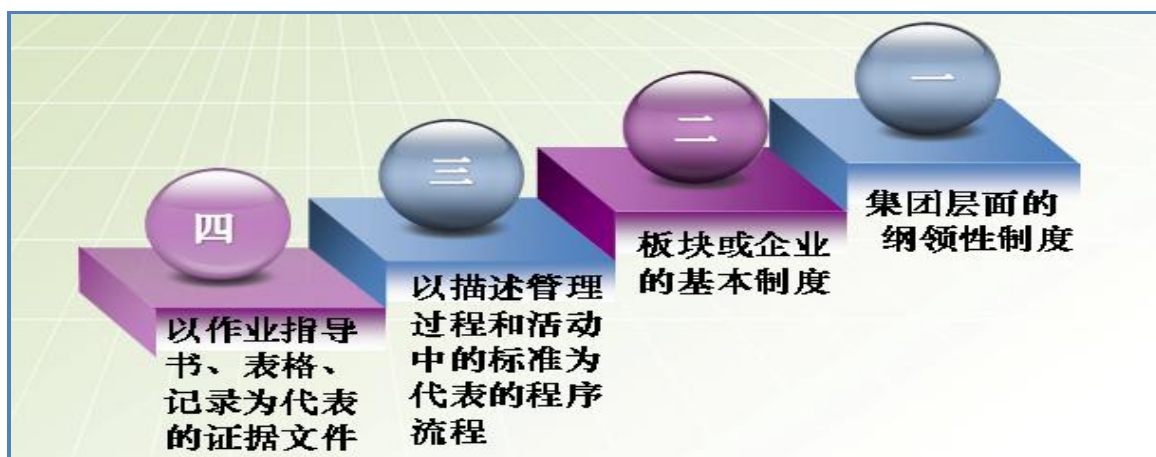 一
集团层面的
纲领性制度
二
板块或企业
的基本制度
三
以描述管理
过程和活动
中的标准为
代表的程序
流程
四
以作业指导
书、表格、
记录为代表
的证据文件